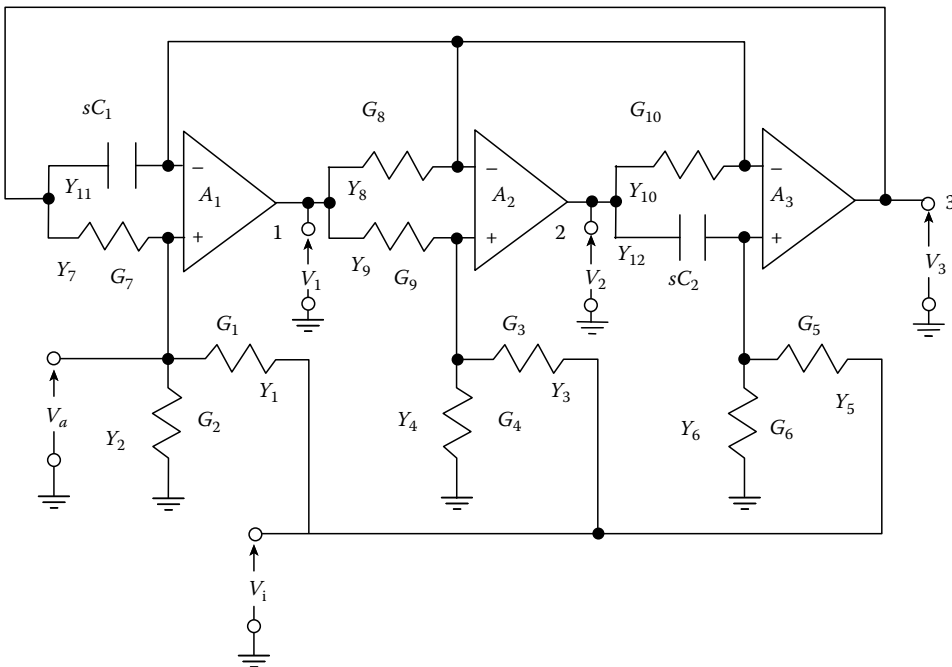 sC₁
G₈
G₁₀
−
−
−
Y₁₁
A₁
Y₈
A₂
Y₁₀
A₃
3
+
1
+
2
+
Y₇
G₇
V₁
Y₉
G₉
V₂
Y₁₂
sC₂
V₃
G₁
G₃
G₅
Vₐ
Y₂
G₂
Y₁
Y₄
G₄
Y₃
Y₆
G₆
Y₅
Vᵢ